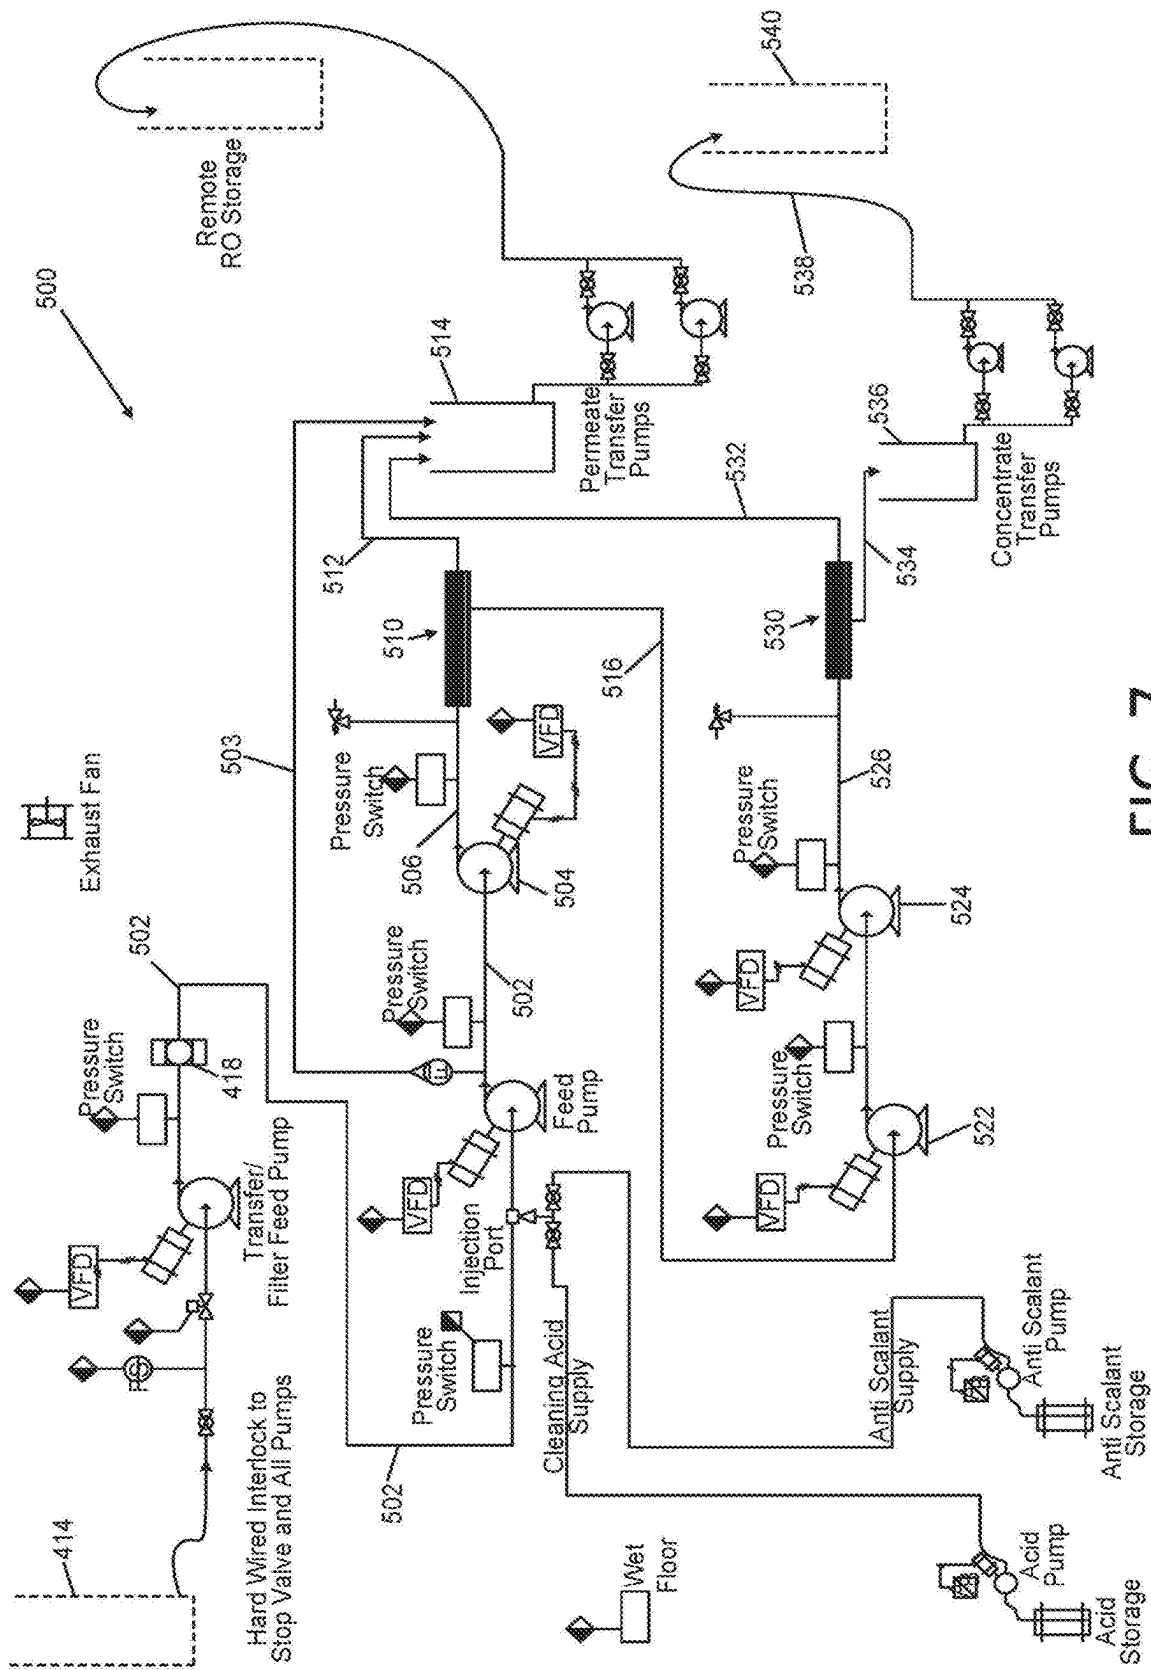 500
Remote
RO Storage
540
538
514
Permeate
Transfer
Pumps
536
Concentrate
Transfer
Pumps
532
534
512
510
516
530
Exhaust Fan
503
Pressure
Switch
506
VFD
504
Pressure
Switch
526
524
VFD
502
Pressure
Switch
418
Pressure
Switch
502
Pressure
Switch
522
VFD
VFD
Transfer/
Filter Feed Pump
VFD
Feed
Pump
Injection
Port
Pressure
Switch
502
Cleaning Acid
Supply
Anti Scalant
Supply
Anti Scalant
Pump
Anti Scalant
Storage
414
Hard Wired Interlock to
Stop Valve and All Pumps
Wet
Floor
Acid
Pump
Acid
Storage
FIG. 7